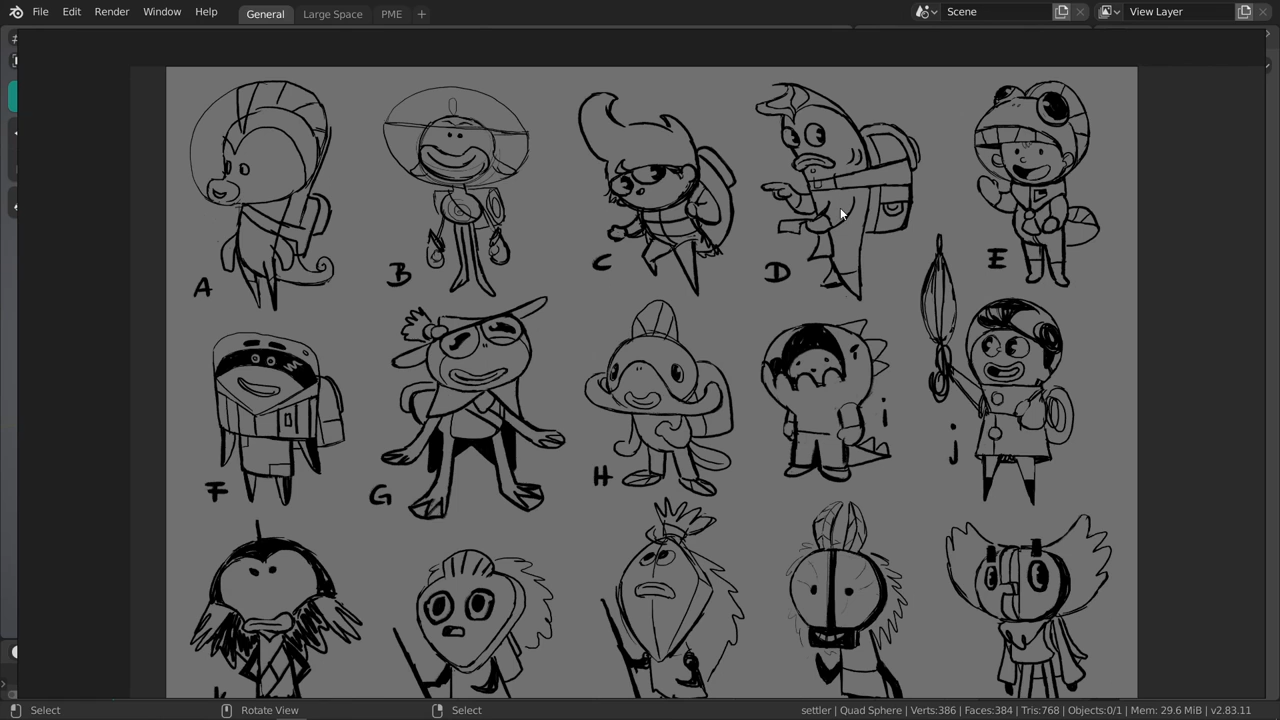 File Edit Render Window Help General Large Space PME + Scene View Layer
A B C D E
F G H i j
Select Rotate View Select settler | Quad Sphere | Verts:386 | Faces:384 | Tris:768 | Objects:0/1 | Mem: 29.6 MiB | v2.83.11